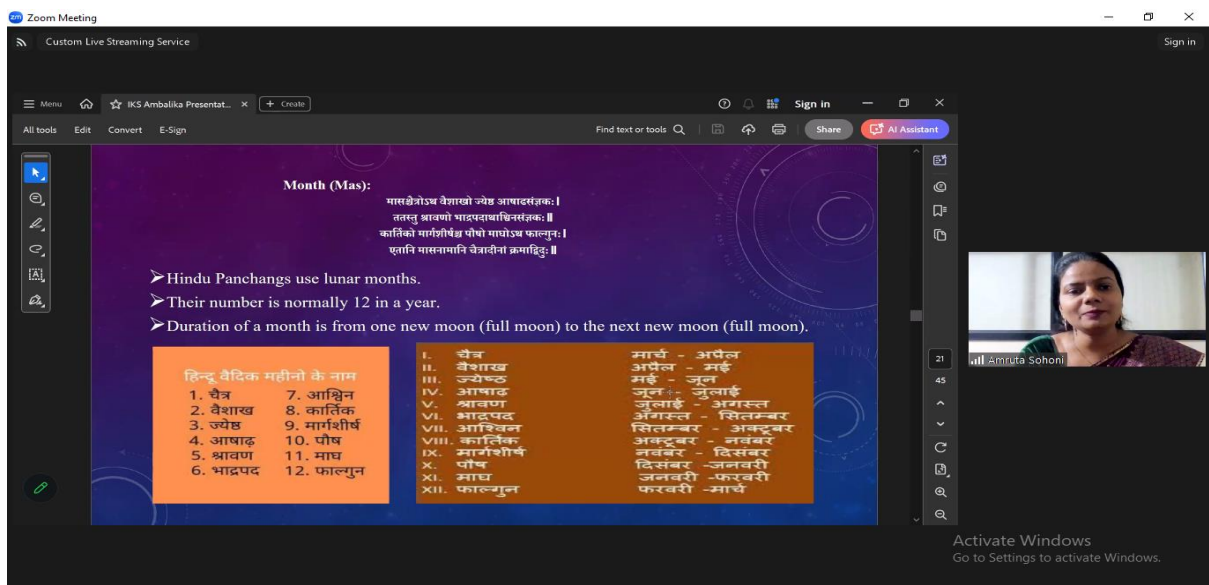 Zoom Meeting
Custom Live Streaming Service
Sign in
Menu
IKS Ambalika Presentat...
+ Create
Sign in
All tools Edit Convert E-Sign
Find text or tools
Share
AI Assistant
Month (Mas):
मासश्चैत्रोऽथ वैशाखो ज्येष्ठ आषाढसंज्ञक:।
ततस्तु श्रावणो भाद्रपदाथाश्विनसंज्ञक:॥
कार्तिको मार्गशीर्षश्च पौषो माघोऽथ फाल्गुन:।
एतानि मासनामानि चैत्रादीनां क्रमाद्विदु:॥
➢Hindu Panchangs use lunar months.
➢Their number is normally 12 in a year.
➢Duration of a month is from one new moon (full moon) to the next new moon (full moon).
हिन्दू वैदिक महीनो के नाम
1. चैत्र 7. आश्विन
2. वैशाख 8. कार्तिक
3. ज्येष्ठ 9. मार्गशीर्ष
4. आषाढ़ 10. पौष
5. श्रावण 11. माघ
6. भाद्रपद 12. फाल्गुन
I. चैत्र मार्च - अप्रैल
II. वैशाख अप्रैल - मई
III. ज्येष्ठ मई - जून
IV. आषाढ़ जून - जुलाई
V. श्रावण जुलाई - अगस्त
VI. भाद्रपद अगस्त - सितम्बर
VII. आश्विन सितम्बर - अक्टूबर
VIII. कार्तिक अक्टूबर - नवंबर
IX. मार्गशीर्ष नवंबर - दिसंबर
X. पौष दिसंबर -जनवरी
XI. माघ जनवरी -फरवरी
XII. फाल्गुन फरवरी -मार्च
21
45
Amruta Sohoni
Activate Windows
Go to Settings to activate Windows.